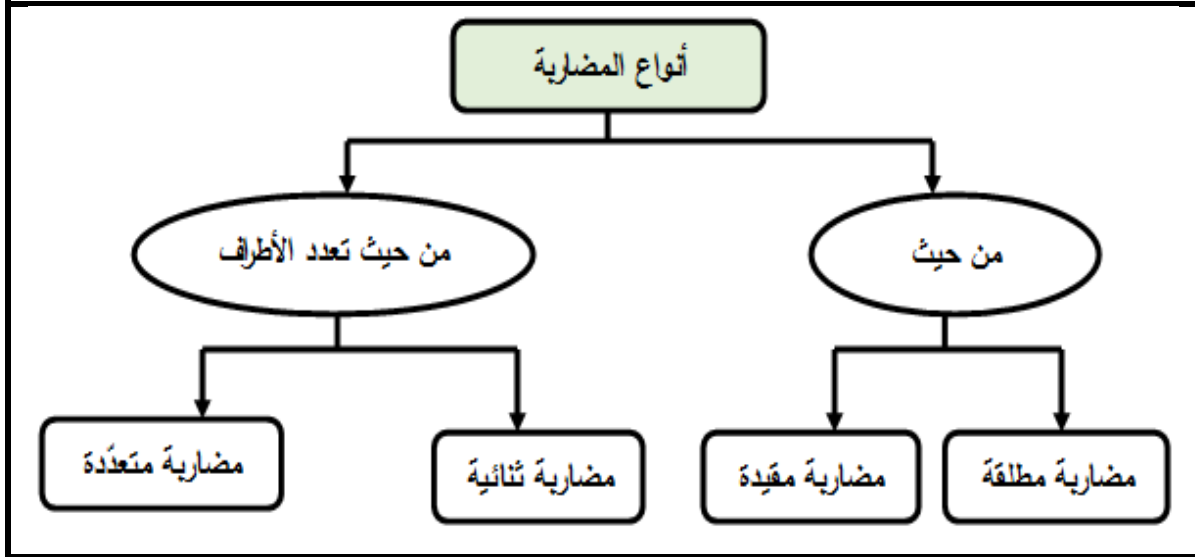 أنواع المضاربة
من حيث
من حيث تعدد الأطراف
مضاربة مطلقة
مضاربة مقيدة
مضاربة ثنائية
مضاربة متعدّدة